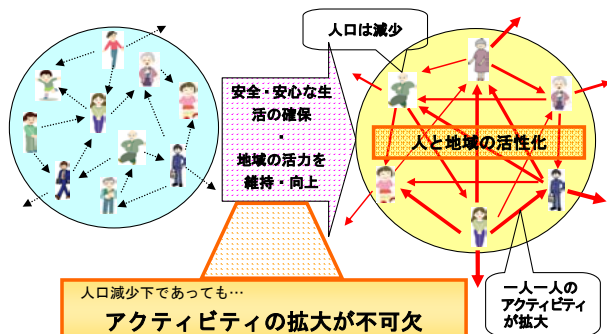 人口は減少
安全・安心な生
活の確保
・
地域の活力を
維持・向上
人と地域の活性化
一人一人の
アクティビティ
が拡大
人口減少下であっても…
アクティビティの拡大が不可欠